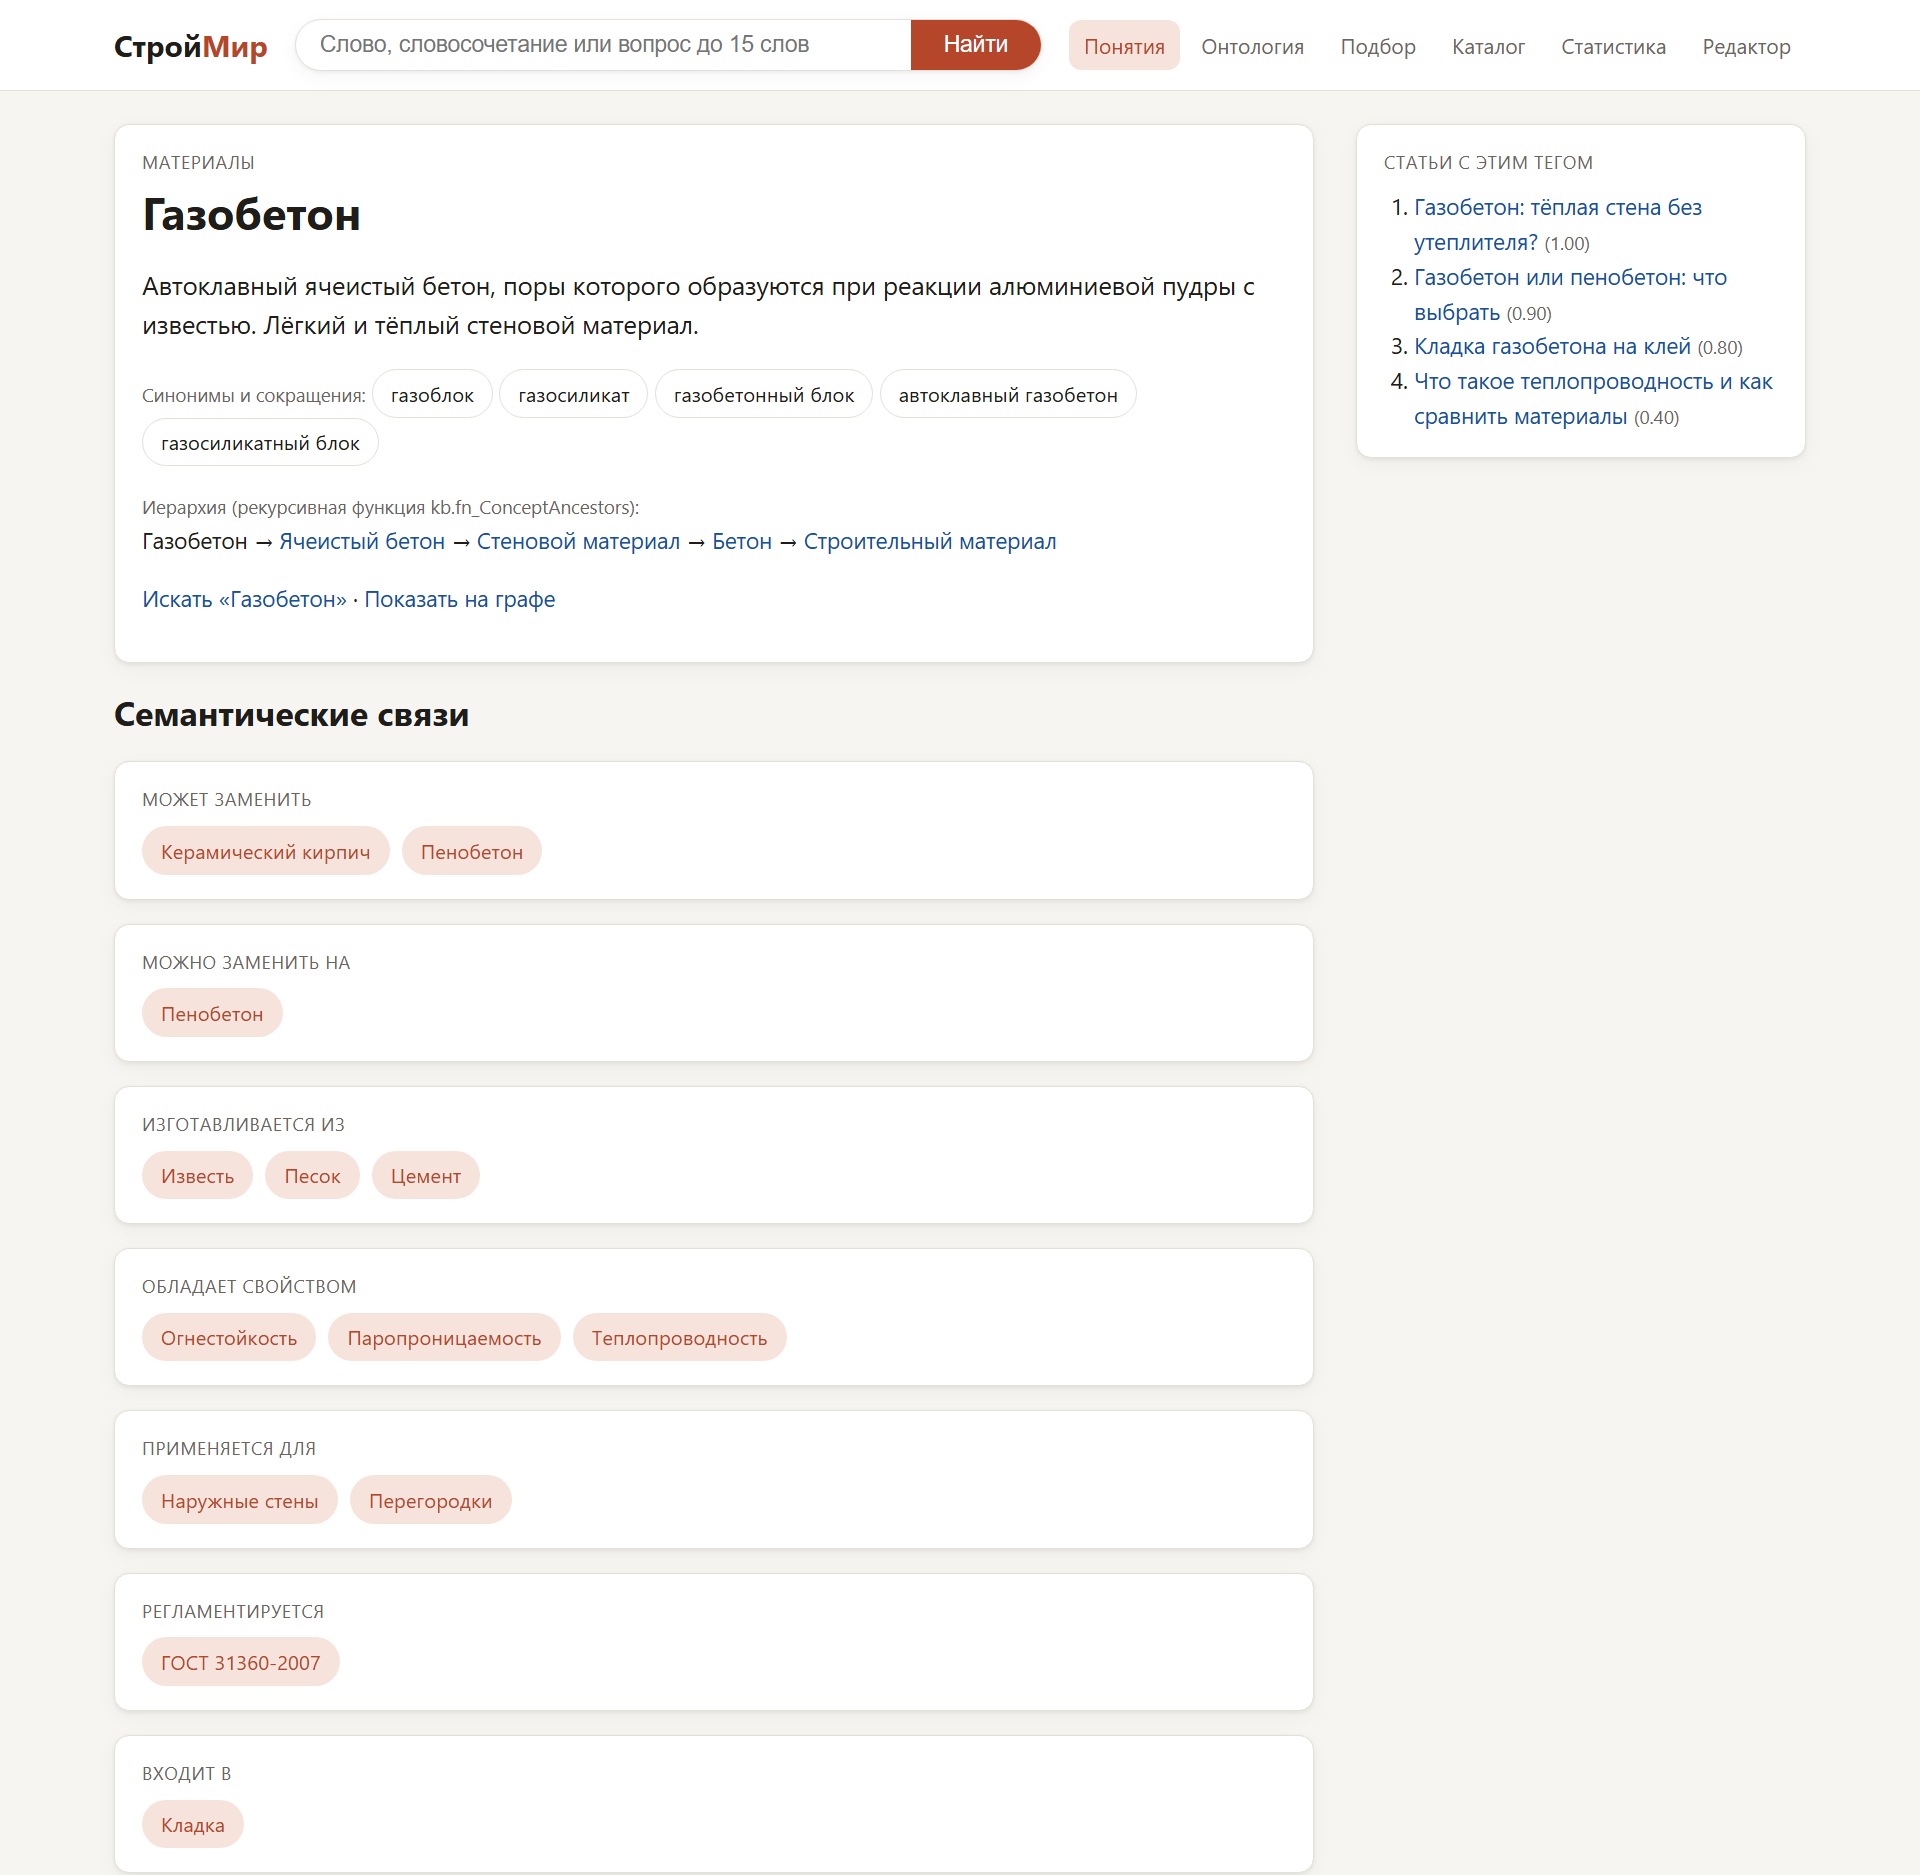 СтройМир
Слово, словосочетание или вопрос до 15 слов
Найти
Понятия
Онтология
Подбор
Каталог
Статистика
Редактор
МАТЕРИАЛЫ
Газобетон
Автоклавный ячеистый бетон, поры которого образуются при реакции алюминиевой пудры с
известью. Лёгкий и тёплый стеновой материал.
Синонимы и сокращения: газоблок газосиликат газобетонный блок автоклавный газобетон
газосиликатный блок
Иерархия (рекурсивная функция kb.fn_ConceptAncestors):
Газобетон → Ячеистый бетон → Стеновой материал → Бетон → Строительный материал
Искать «Газобетон» · Показать на графе
СТАТЬИ С ЭТИМ ТЕГОМ
1. Газобетон: тёплая стена без
утеплителя? (1.00)
2. Газобетон или пенобетон: что
выбрать (0.90)
3. Кладка газобетона на клей (0.80)
4. Что такое теплопроводность и как
сравнить материалы (0.40)
Семантические связи
МОЖЕТ ЗАМЕНИТЬ
Керамический кирпич Пенобетон
МОЖНО ЗАМЕНИТЬ НА
Пенобетон
ИЗГОТАВЛИВАЕТСЯ ИЗ
Известь Песок Цемент
ОБЛАДАЕТ СВОЙСТВОМ
Огнестойкость Паропроницаемость Теплопроводность
ПРИМЕНЯЕТСЯ ДЛЯ
Наружные стены Перегородки
РЕГЛАМЕНТИРУЕТСЯ
ГОСТ 31360-2007
ВХОДИТ В
Кладка